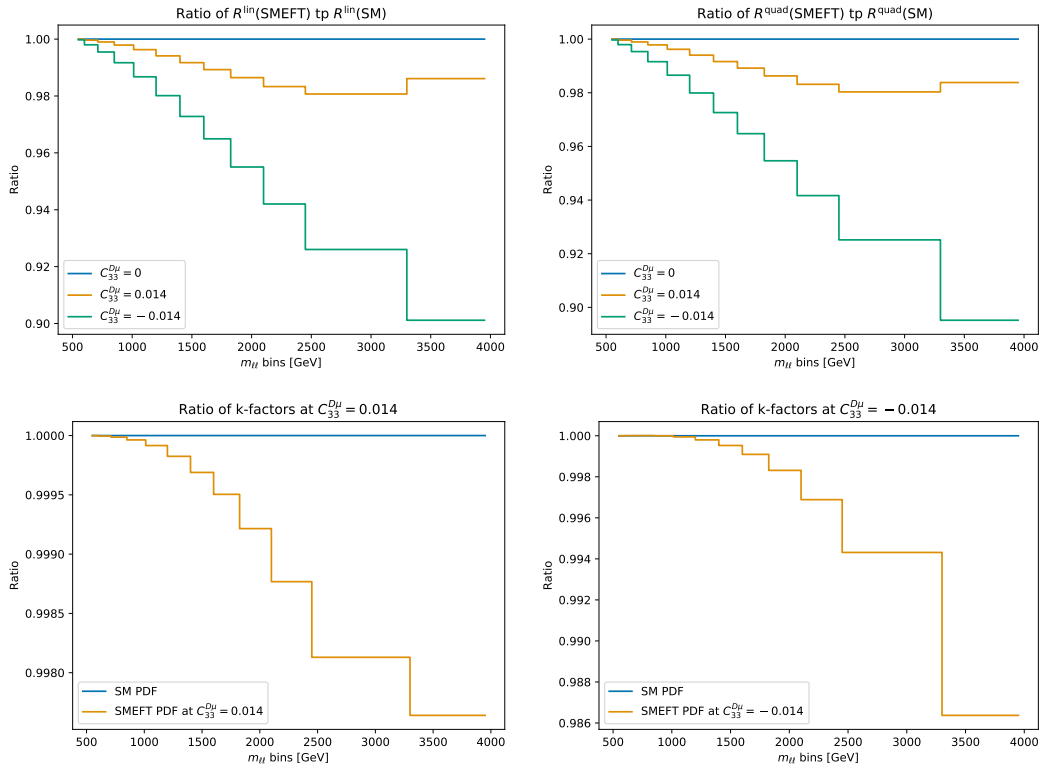 Ratio of R^lin(SMEFT) tp R^lin(SM)
Ratio
1.00
0.98
0.96
0.94
0.92
0.90
C_33^Dμ = 0
C_33^Dμ = 0.014
C_33^Dμ = −0.014
500 1000 1500 2000 2500 3000 3500 4000
m_ℓℓ bins [GeV]
Ratio of R^quad(SMEFT) tp R^quad(SM)
Ratio
1.00
0.98
0.96
0.94
0.92
0.90
C_33^Dμ = 0
C_33^Dμ = 0.014
C_33^Dμ = −0.014
500 1000 1500 2000 2500 3000 3500 4000
m_ℓℓ bins [GeV]
Ratio of k-factors at C_33^Dμ = 0.014
Ratio
1.0000
0.9995
0.9990
0.9985
0.9980
SM PDF
SMEFT PDF at C_33^Dμ = 0.014
500 1000 1500 2000 2500 3000 3500 4000
m_ℓℓ bins [GeV]
Ratio of k-factors at C_33^Dμ = −0.014
Ratio
1.000
0.998
0.996
0.994
0.992
0.990
0.988
0.986
SM PDF
SMEFT PDF at C_33^Dμ = −0.014
500 1000 1500 2000 2500 3000 3500 4000
m_ℓℓ bins [GeV]